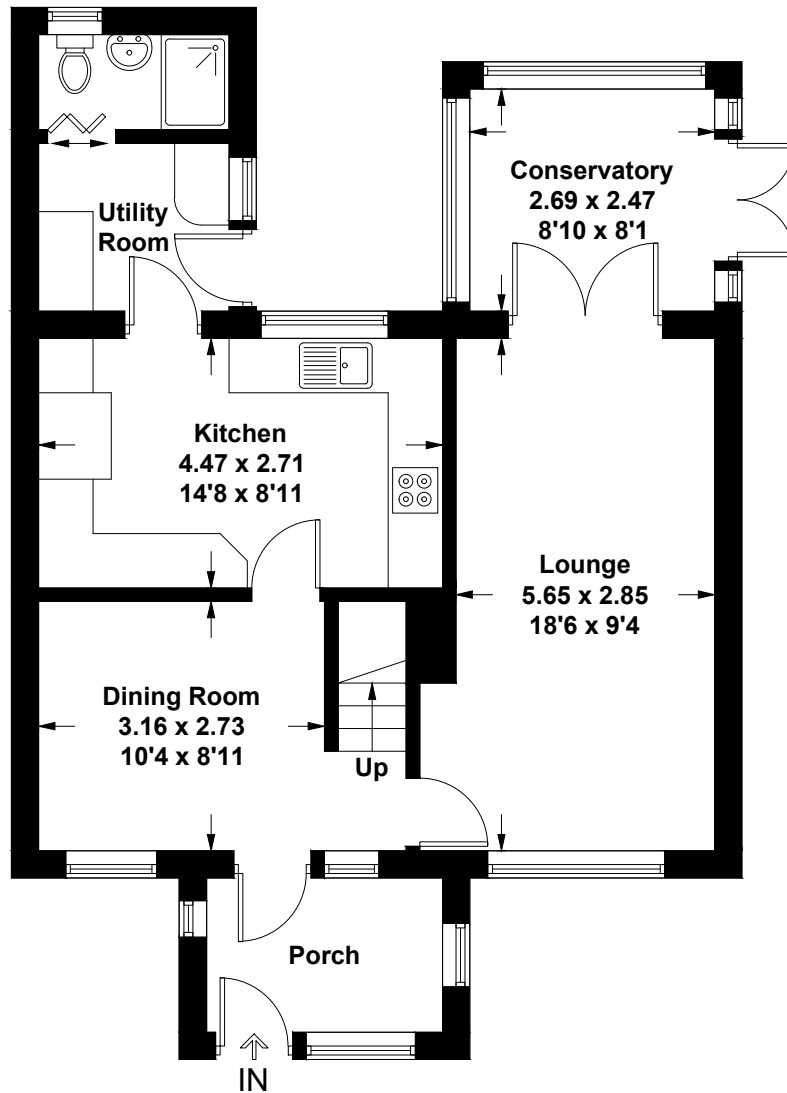 Utility
Room
Conservatory
2.69 x 2.47
8'10 x 8'1
Kitchen
4.47 x 2.71
14'8 x 8'11
Lounge
5.65 x 2.85
18'6 x 9'4
Dining Room
3.16 x 2.73
10'4 x 8'11
Up
Porch
IN